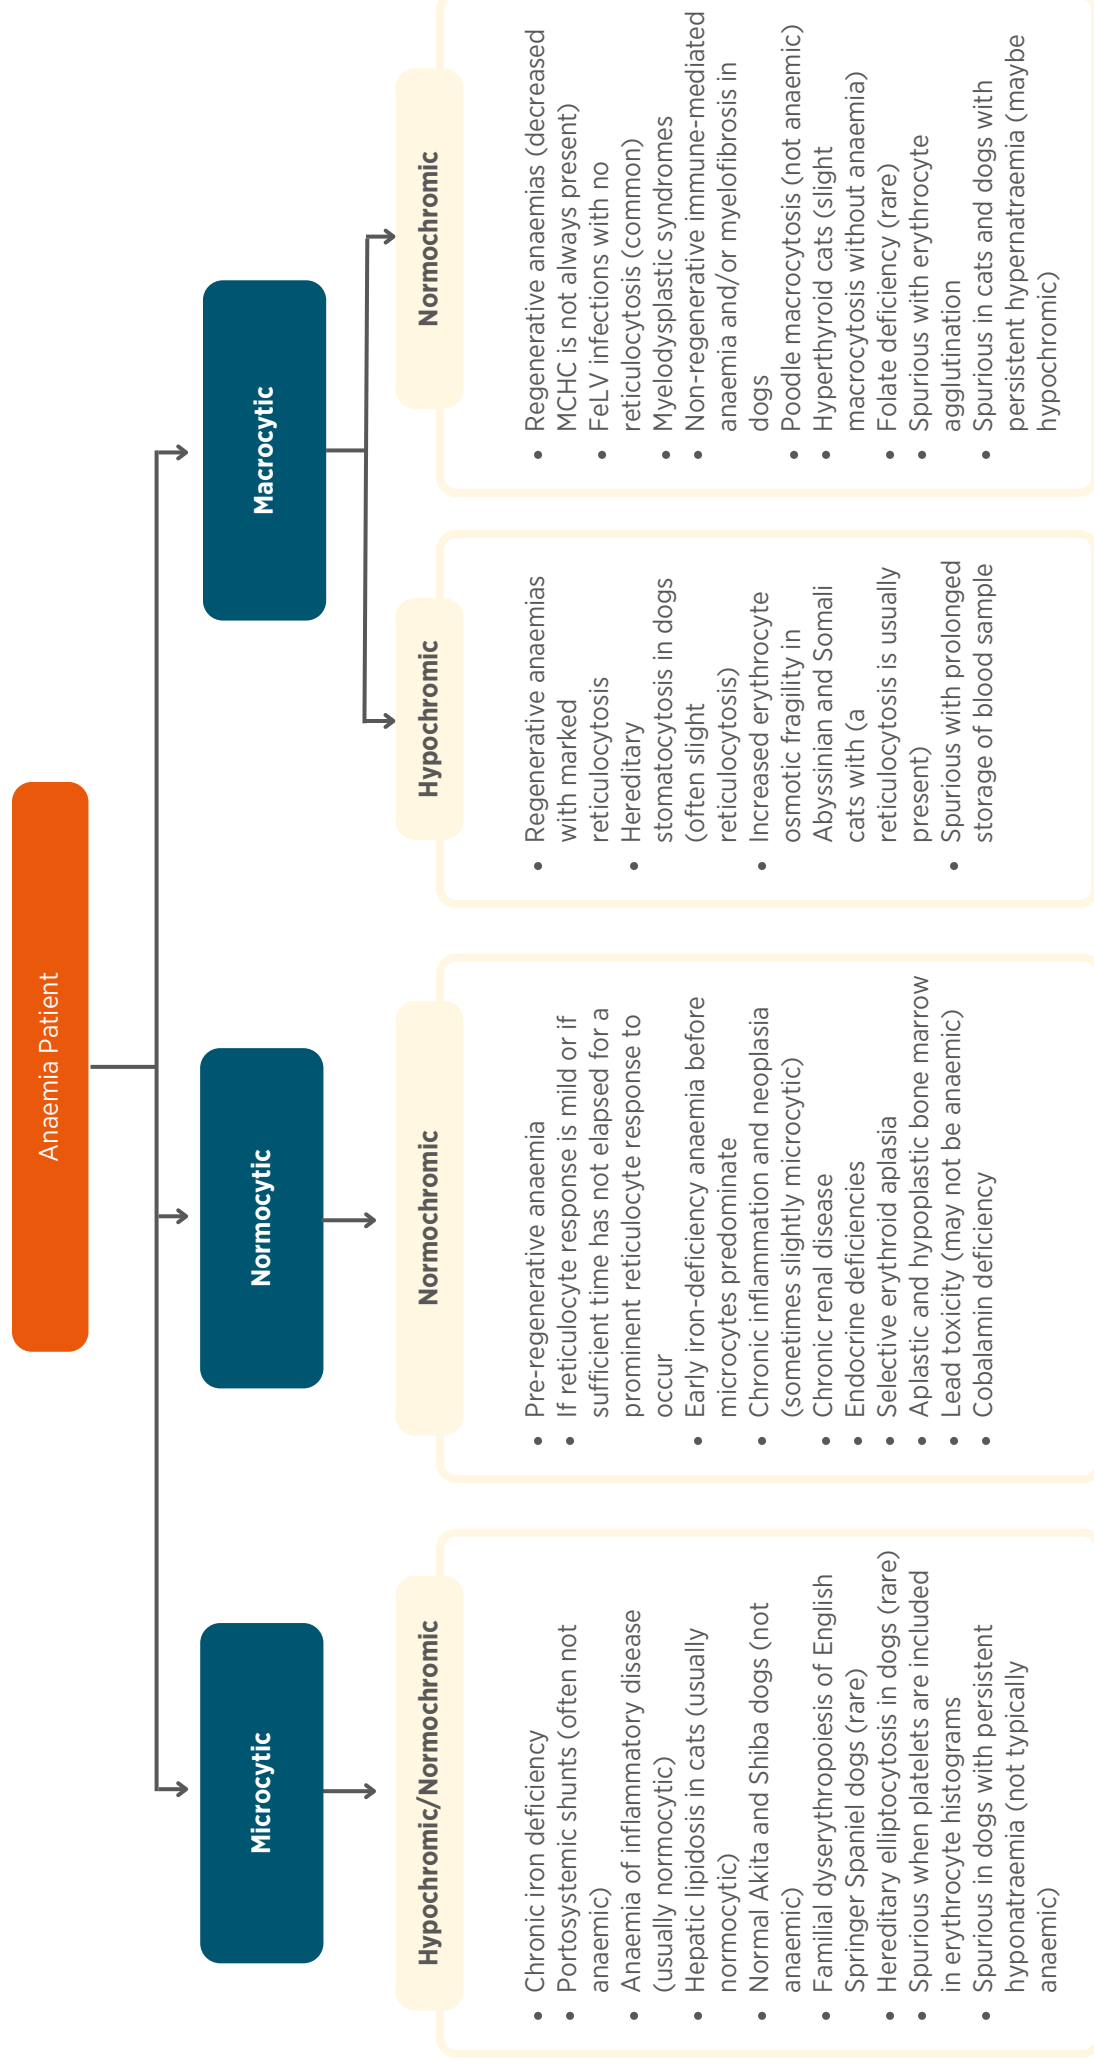 Anaemia Patient
Microcytic
Normocytic
Macrocytic
Hypochromic/Normochromic
• Chronic iron deficiency
• Portosystemic shunts (often not
anaemic)
• Anaemia of inflammatory disease
(usually normocytic)
• Hepatic lipidosis in cats (usually
normocytic)
• Normal Akita and Shiba dogs (not
anaemic)
• Familial dyserythropoiesis of English
Springer Spaniel dogs (rare)
• Hereditary elliptocytosis in dogs (rare)
• Spurious when platelets are included
in erythrocyte histograms
• Spurious in dogs with persistent
hyponatraemia (not typically
anaemic)
Normochromic
• Pre-regenerative anaemia
• If reticulocyte response is mild or if
sufficient time has not elapsed for a
prominent reticulocyte response to
occur
• Early iron-deficiency anaemia before
microcytes predominate
• Chronic inflammation and neoplasia
(sometimes slightly microcytic)
• Chronic renal disease
• Endocrine deficiencies
• Selective erythroid aplasia
• Aplastic and hypoplastic bone marrow
• Lead toxicity (may not be anaemic)
• Cobalamin deficiency
Hypochromic
• Regenerative anaemias
with marked
reticulocytosis
• Hereditary
stomatocytosis in dogs
(often slight
reticulocytosis)
• Increased erythrocyte
osmotic fragility in
Abyssinian and Somali
cats with (a
reticulocytosis is usually
present)
• Spurious with prolonged
storage of blood sample
Normochromic
• Regenerative anaemias (decreased
MCHC is not always present)
• FeLV infections with no
reticulocytosis (common)
• Myelodysplastic syndromes
• Non-regenerative immune-mediated
anaemia and/or myelofibrosis in
dogs
• Poodle macrocytosis (not anaemic)
• Hyperthyroid cats (slight
macrocytosis without anaemia)
• Folate deficiency (rare)
• Spurious with erythrocyte
agglutination
• Spurious in cats and dogs with
persistent hypernatraemia (maybe
hypochromic)